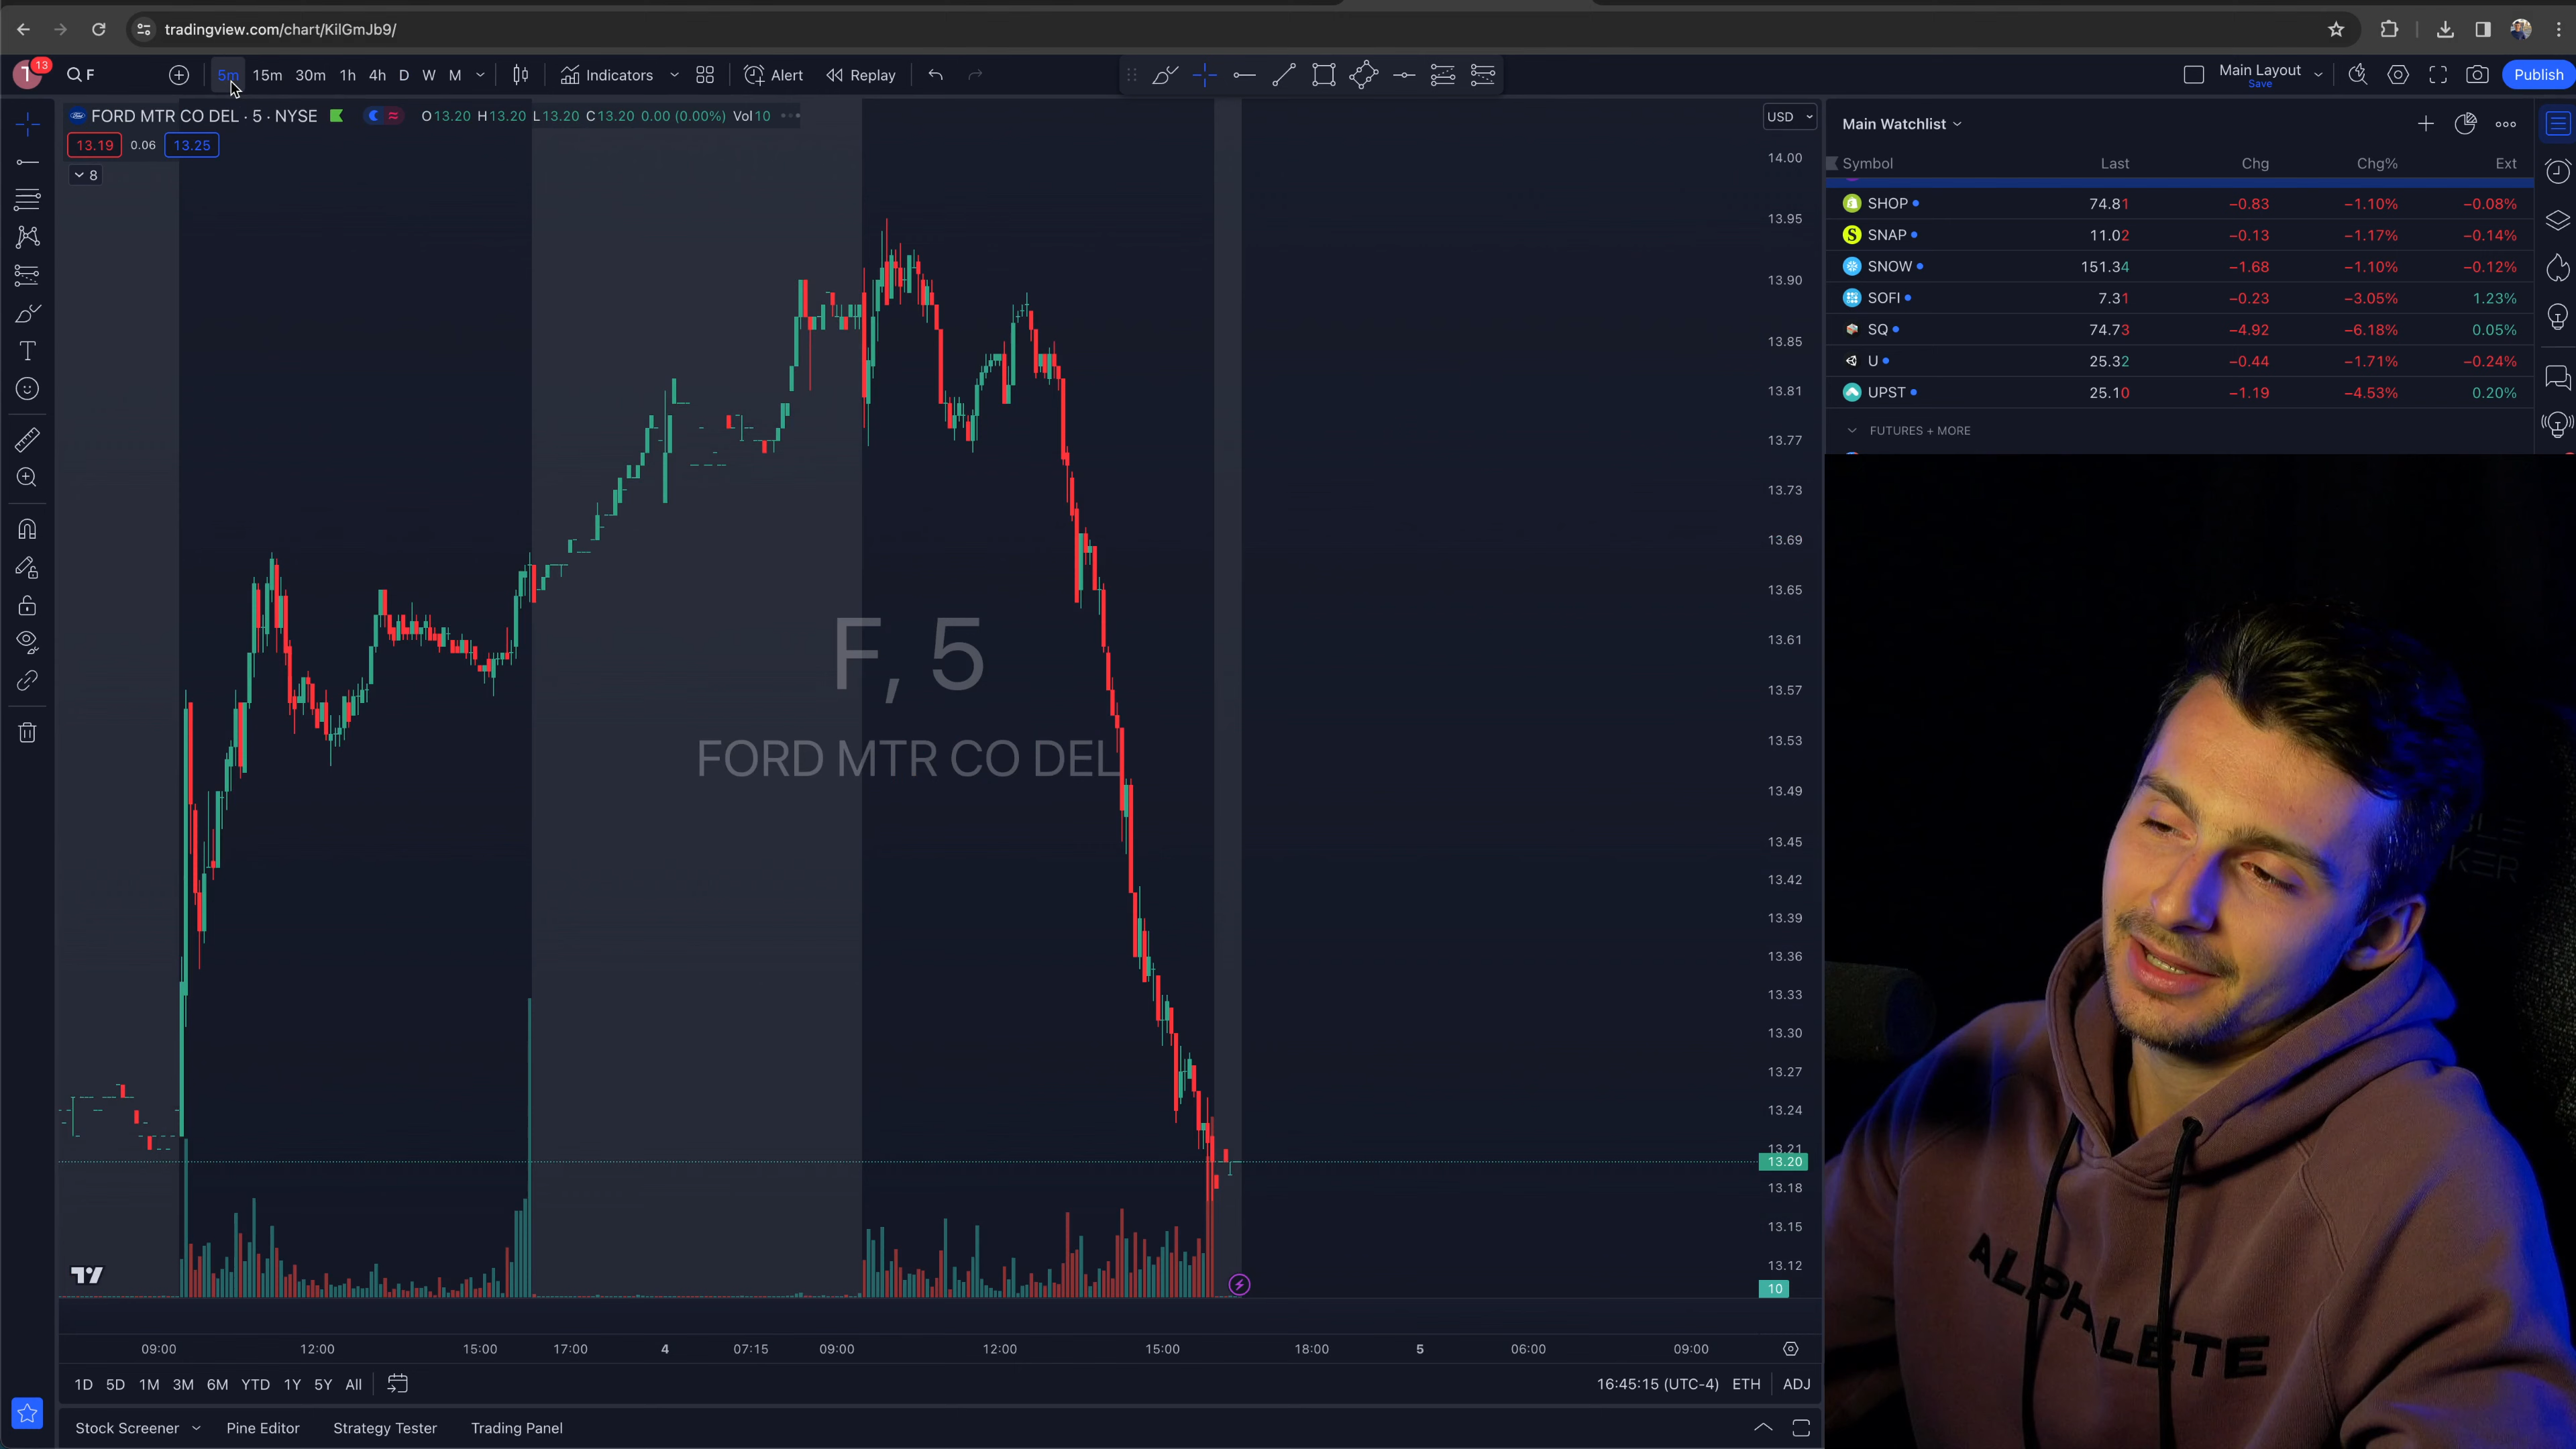 tradingview.com/chart/KilGmJb9/
T 13 F 5m 15m 30m 1h 4h D W M Indicators Alert Replay Main Layout Save Publish
FORD MTR CO DEL · 5 · NYSE O13.20 H13.20 L13.20 C13.20 0.00 (0.00%) Vol10
13.19 0.06 13.25
8
USD
14.00
13.95
13.90
13.85
13.81
13.77
13.73
13.69
13.65
13.61
13.57
13.53
13.49
13.45
13.42
13.39
13.36
13.33
13.30
13.27
13.24
13.21
13.20
13.18
13.15
13.12
10
F, 5
FORD MTR CO DEL
09:00 12:00 15:00 17:00 4 07:15 09:00 12:00 15:00 18:00 5 06:00 09:00
1D 5D 1M 3M 6M YTD 1Y 5Y All 16:45:15 (UTC-4) ETH ADJ
Stock Screener Pine Editor Strategy Tester Trading Panel
Main Watchlist
Symbol Last Chg Chg% Ext
SHOP 74.81 −0.83 −1.10% −0.08%
SNAP 11.02 −0.13 −1.17% −0.14%
SNOW 151.34 −1.68 −1.10% −0.12%
SOFI 7.31 −0.23 −3.05% 1.23%
SQ 74.73 −4.92 −6.18% 0.05%
U 25.32 −0.44 −1.71% −0.24%
UPST 25.10 −1.19 −4.53% 0.20%
FUTURES + MORE
ALPHALETE